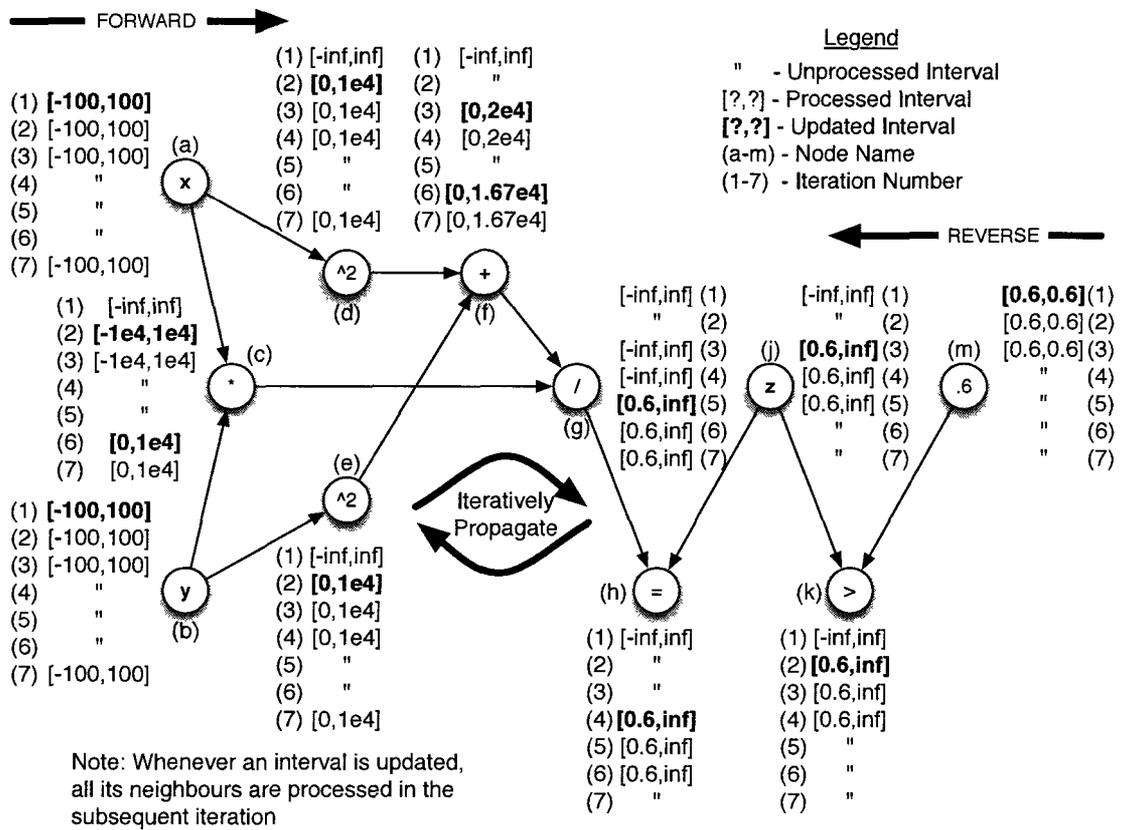 FORWARD
(1) [-100,100]
(2) [-100,100]
(3) [-100,100]
(4) "
(5) "
(6) "
(7) [-100,100]
(a)
x
(1) [-inf,inf]
(2) [0,1e4]
(3) [0,1e4]
(4) [0,1e4]
(5) "
(6) "
(7) [0,1e4]
^2
(d)
(1) [-inf,inf]
(2) "
(3) [0,2e4]
(4) [0,2e4]
(5) "
(6) [0,1.67e4]
(7) [0,1.67e4]
+
(f)
Legend
" - Unprocessed Interval
[?,?] - Processed Interval
[?,?] - Updated Interval
(a-m) - Node Name
(1-7) - Iteration Number
REVERSE
(1) [-inf,inf]
(2) [-1e4,1e4]
(3) [-1e4,1e4]
(4) "
(5) "
(6) [0,1e4]
(7) [0,1e4]
(c)
*
/
(g)
[-inf,inf] (1)
" (2)
[-inf,inf] (3)
[-inf,inf] (4)
[0.6,inf] (5)
[0.6,inf] (6)
[0.6,inf] (7)
(j)
z
[-inf,inf] (1)
" (2)
[0.6,inf] (3)
[0.6,inf] (4)
[0.6,inf] (5)
" (6)
" (7)
(m)
.6
[0.6,0.6] (1)
[0.6,0.6] (2)
[0.6,0.6] (3)
" (4)
" (5)
" (6)
" (7)
(1) [-100,100]
(2) [-100,100]
(3) [-100,100]
(4) "
(5) "
(6) "
(7) [-100,100]
y
(b)
(e)
^2
(1) [-inf,inf]
(2) [0,1e4]
(3) [0,1e4]
(4) [0,1e4]
(5) "
(6) "
(7) [0,1e4]
Iteratively
Propagate
(h) =
(1) [-inf,inf]
(2) "
(3) "
(4) [0.6,inf]
(5) [0.6,inf]
(6) [0.6,inf]
(7) "
(k) >
(1) [-inf,inf]
(2) [0.6,inf]
(3) [0.6,inf]
(4) [0.6,inf]
(5) "
(6) "
(7) "
Note: Whenever an interval is updated,
all its neighbours are processed in the
subsequent iteration